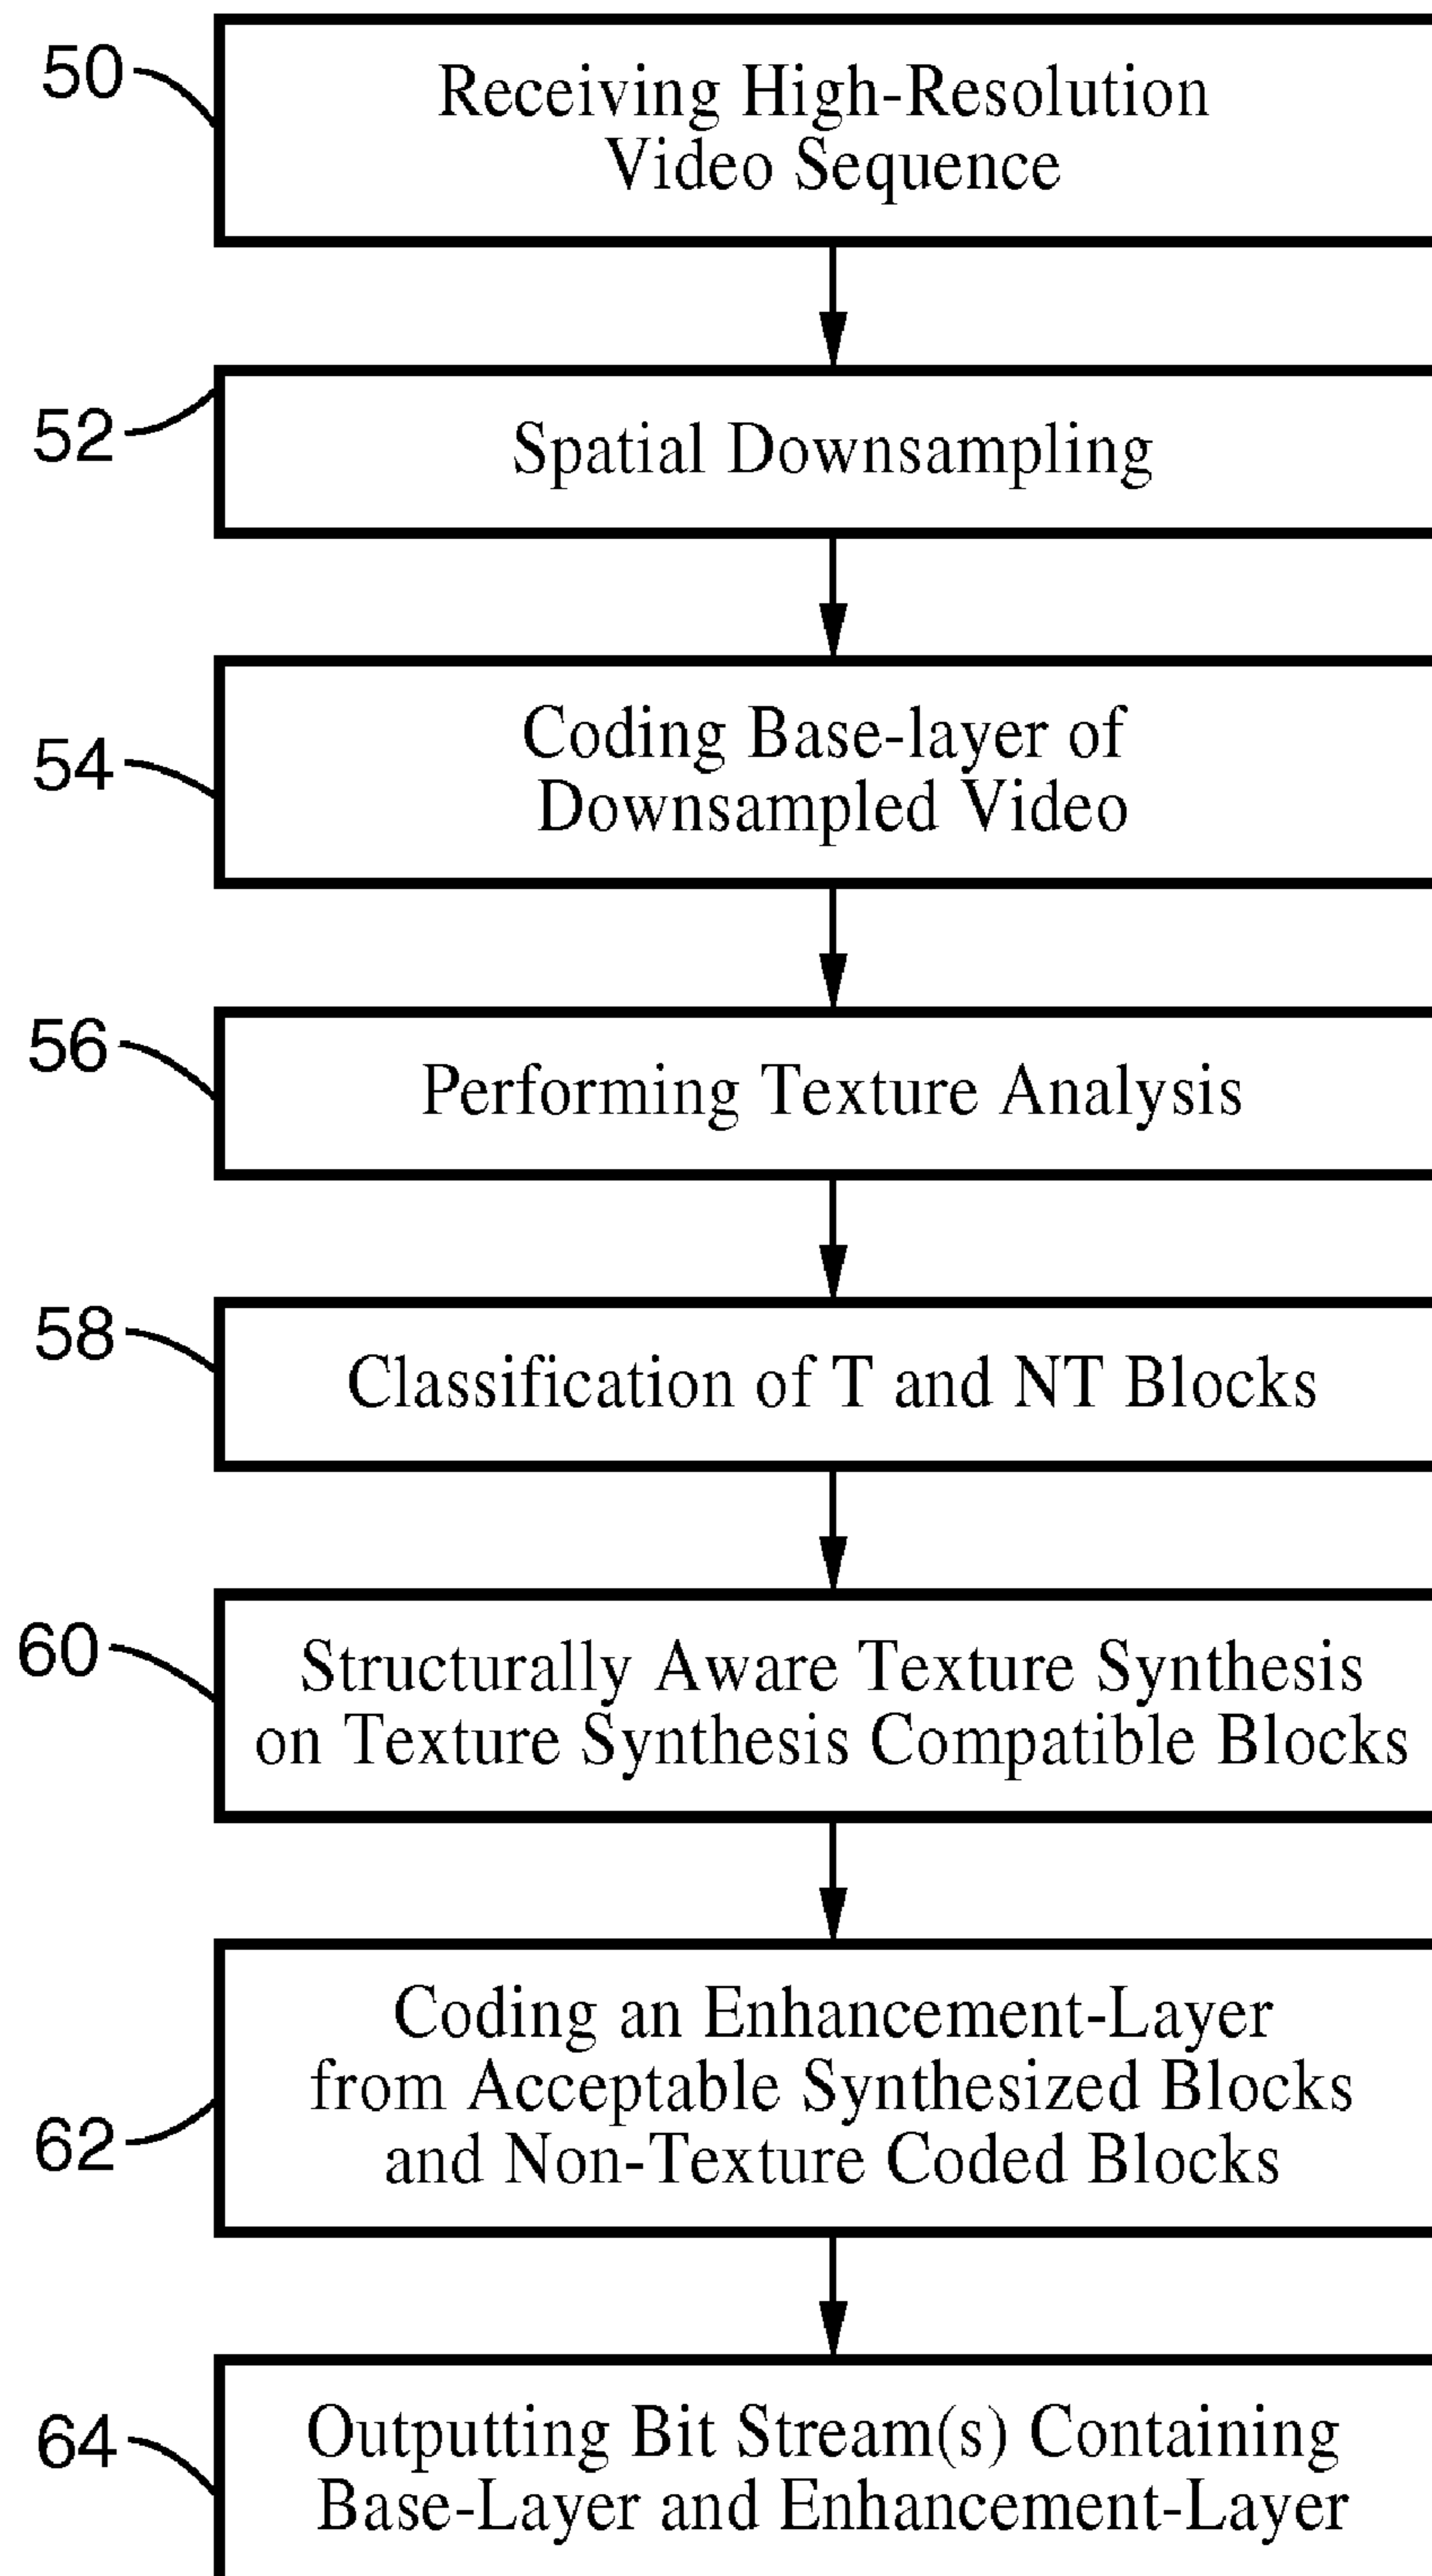 50
Receiving High-Resolution
Video Sequence
52
Spatial Downsampling
54
Coding Base-layer of
Downsampled Video
56
Performing Texture Analysis
58
Classification of T and NT Blocks
60
Structurally Aware Texture Synthesis
on Texture Synthesis Compatible Blocks
62
Coding an Enhancement-Layer
from Acceptable Synthesized Blocks
and Non-Texture Coded Blocks
64
Outputting Bit Stream(s) Containing
Base-Layer and Enhancement-Layer